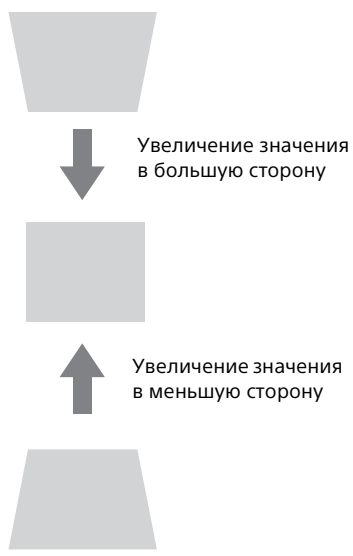 Увеличение значения
в большую сторону
Увеличение значения
в меньшую сторону